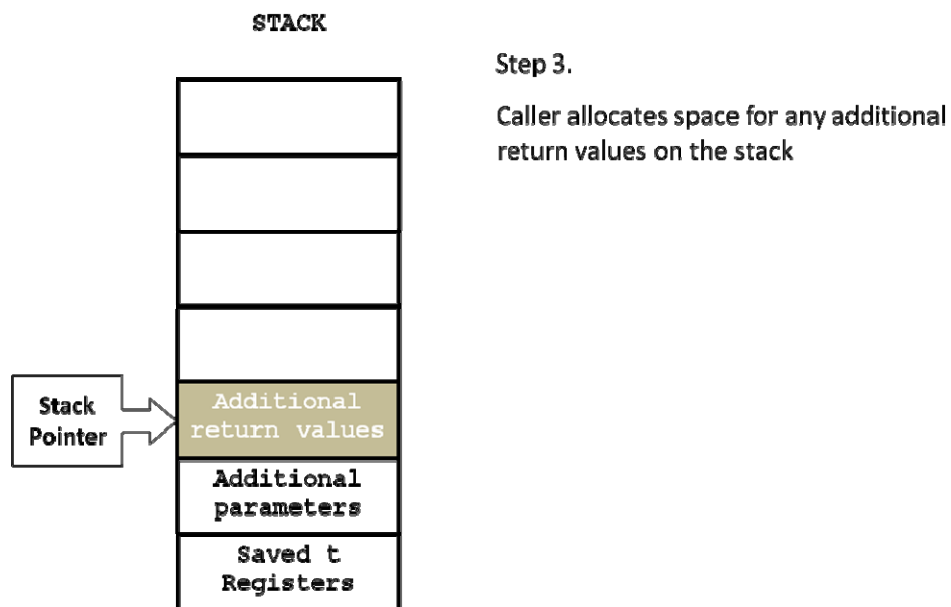 STACK
Step 3.
Caller allocates space for any additional
return values on the stack
Stack
Pointer
Additional
return values
Additional
parameters
Saved t
Registers